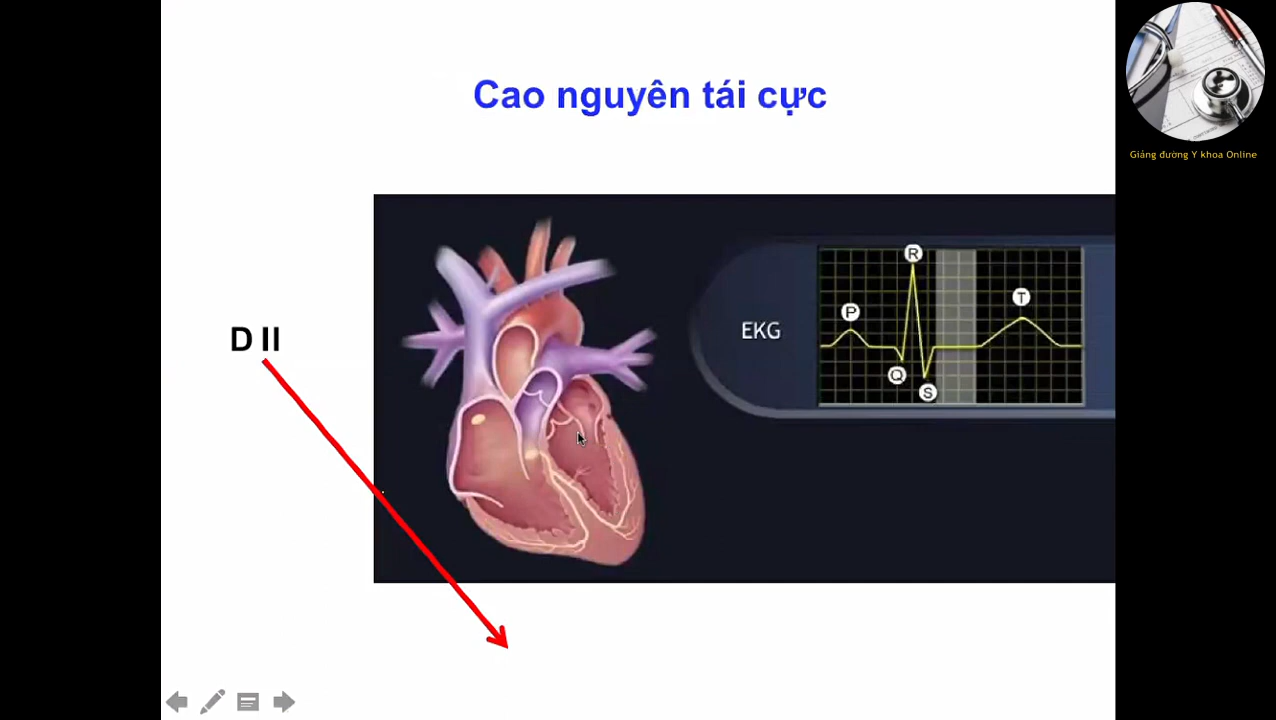 Cao nguyên tái cực
Giảng đường Y khoa Online
D II
EKG
P
Q
R
S
T